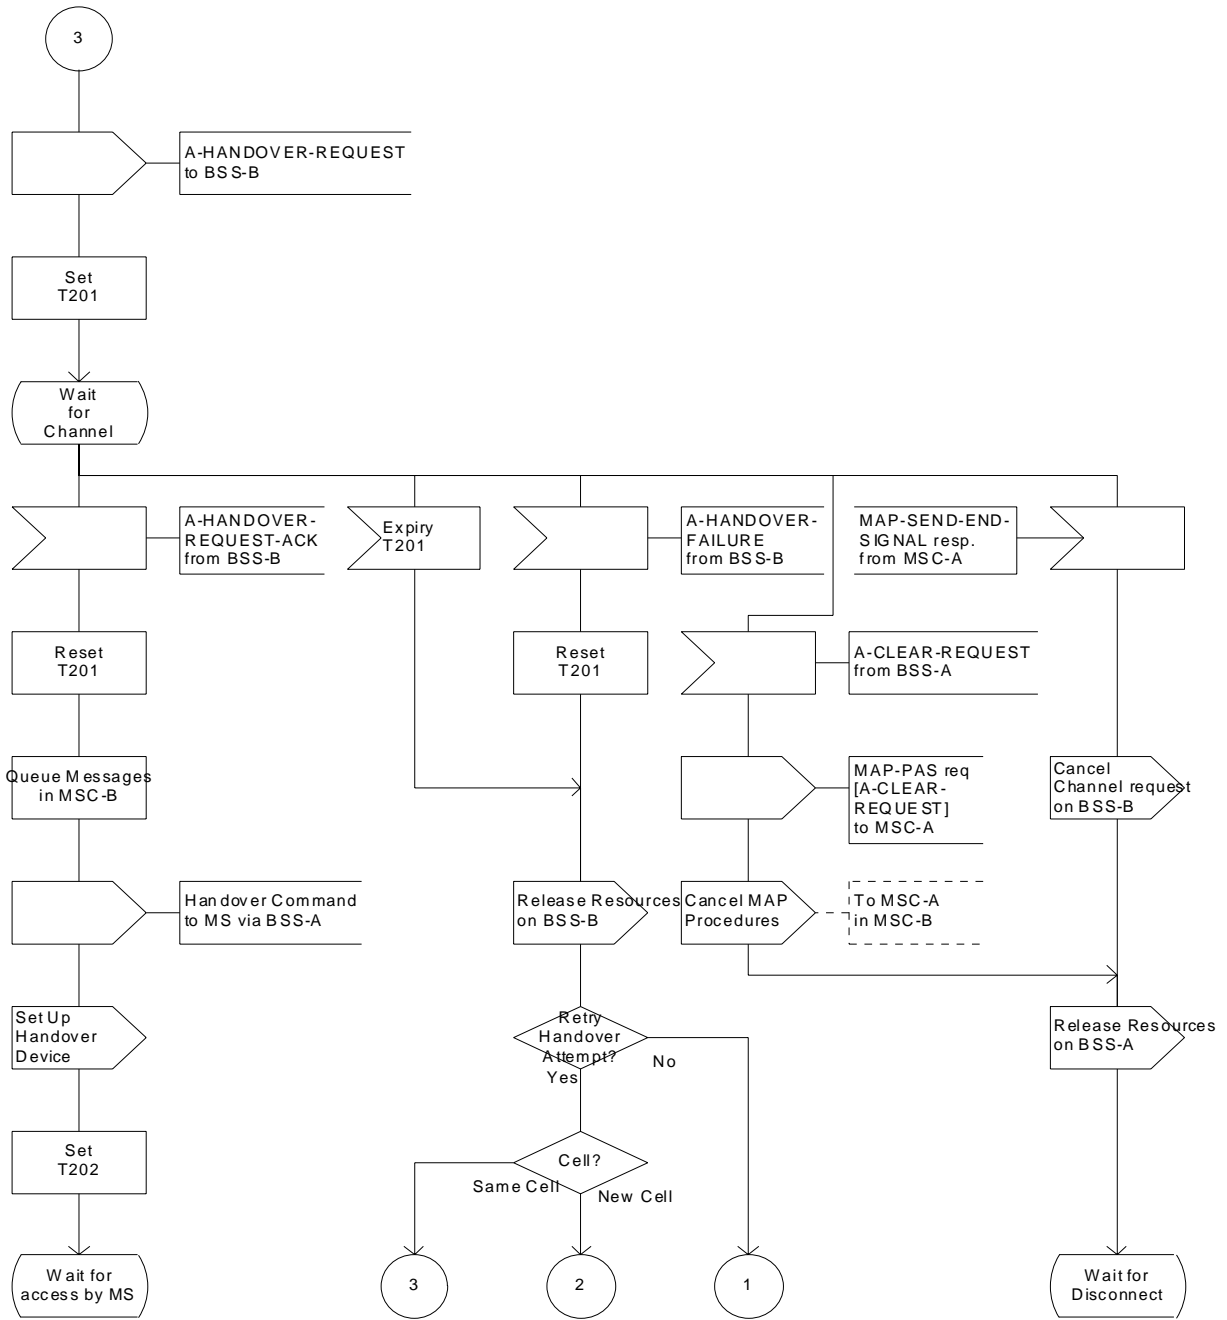 3
A-HANDOVER-REQUEST
to BSS-B
Set
T201
Wait
for
Channel
A-HANDOVER-
REQUEST-ACK
from BSS-B
Expiry
T201
A-HANDOVER-
FAILURE
from BSS-B
MAP-SEND-END-
SIGNAL resp.
from MSC-A
Reset
T201
Reset
T201
A-CLEAR-REQUEST
from BSS-A
Queue Messages
in MSC-B
MAP-PAS req
[A-CLEAR-
REQUEST]
to MSC-A
Cancel
Channel request
on BSS-B
Handover Command
to MS via BSS-A
Release Resources
on BSS-B
Cancel MAP
Procedures
To MSC-A
in MSC-B
Set Up
Handover
Device
Retry
Handover
Attempt?
Yes
No
Release Resources
on BSS-A
Set
T202
Cell?
Same Cell
New Cell
Wait for
access by MS
3
2
1
Wait for
Disconnect